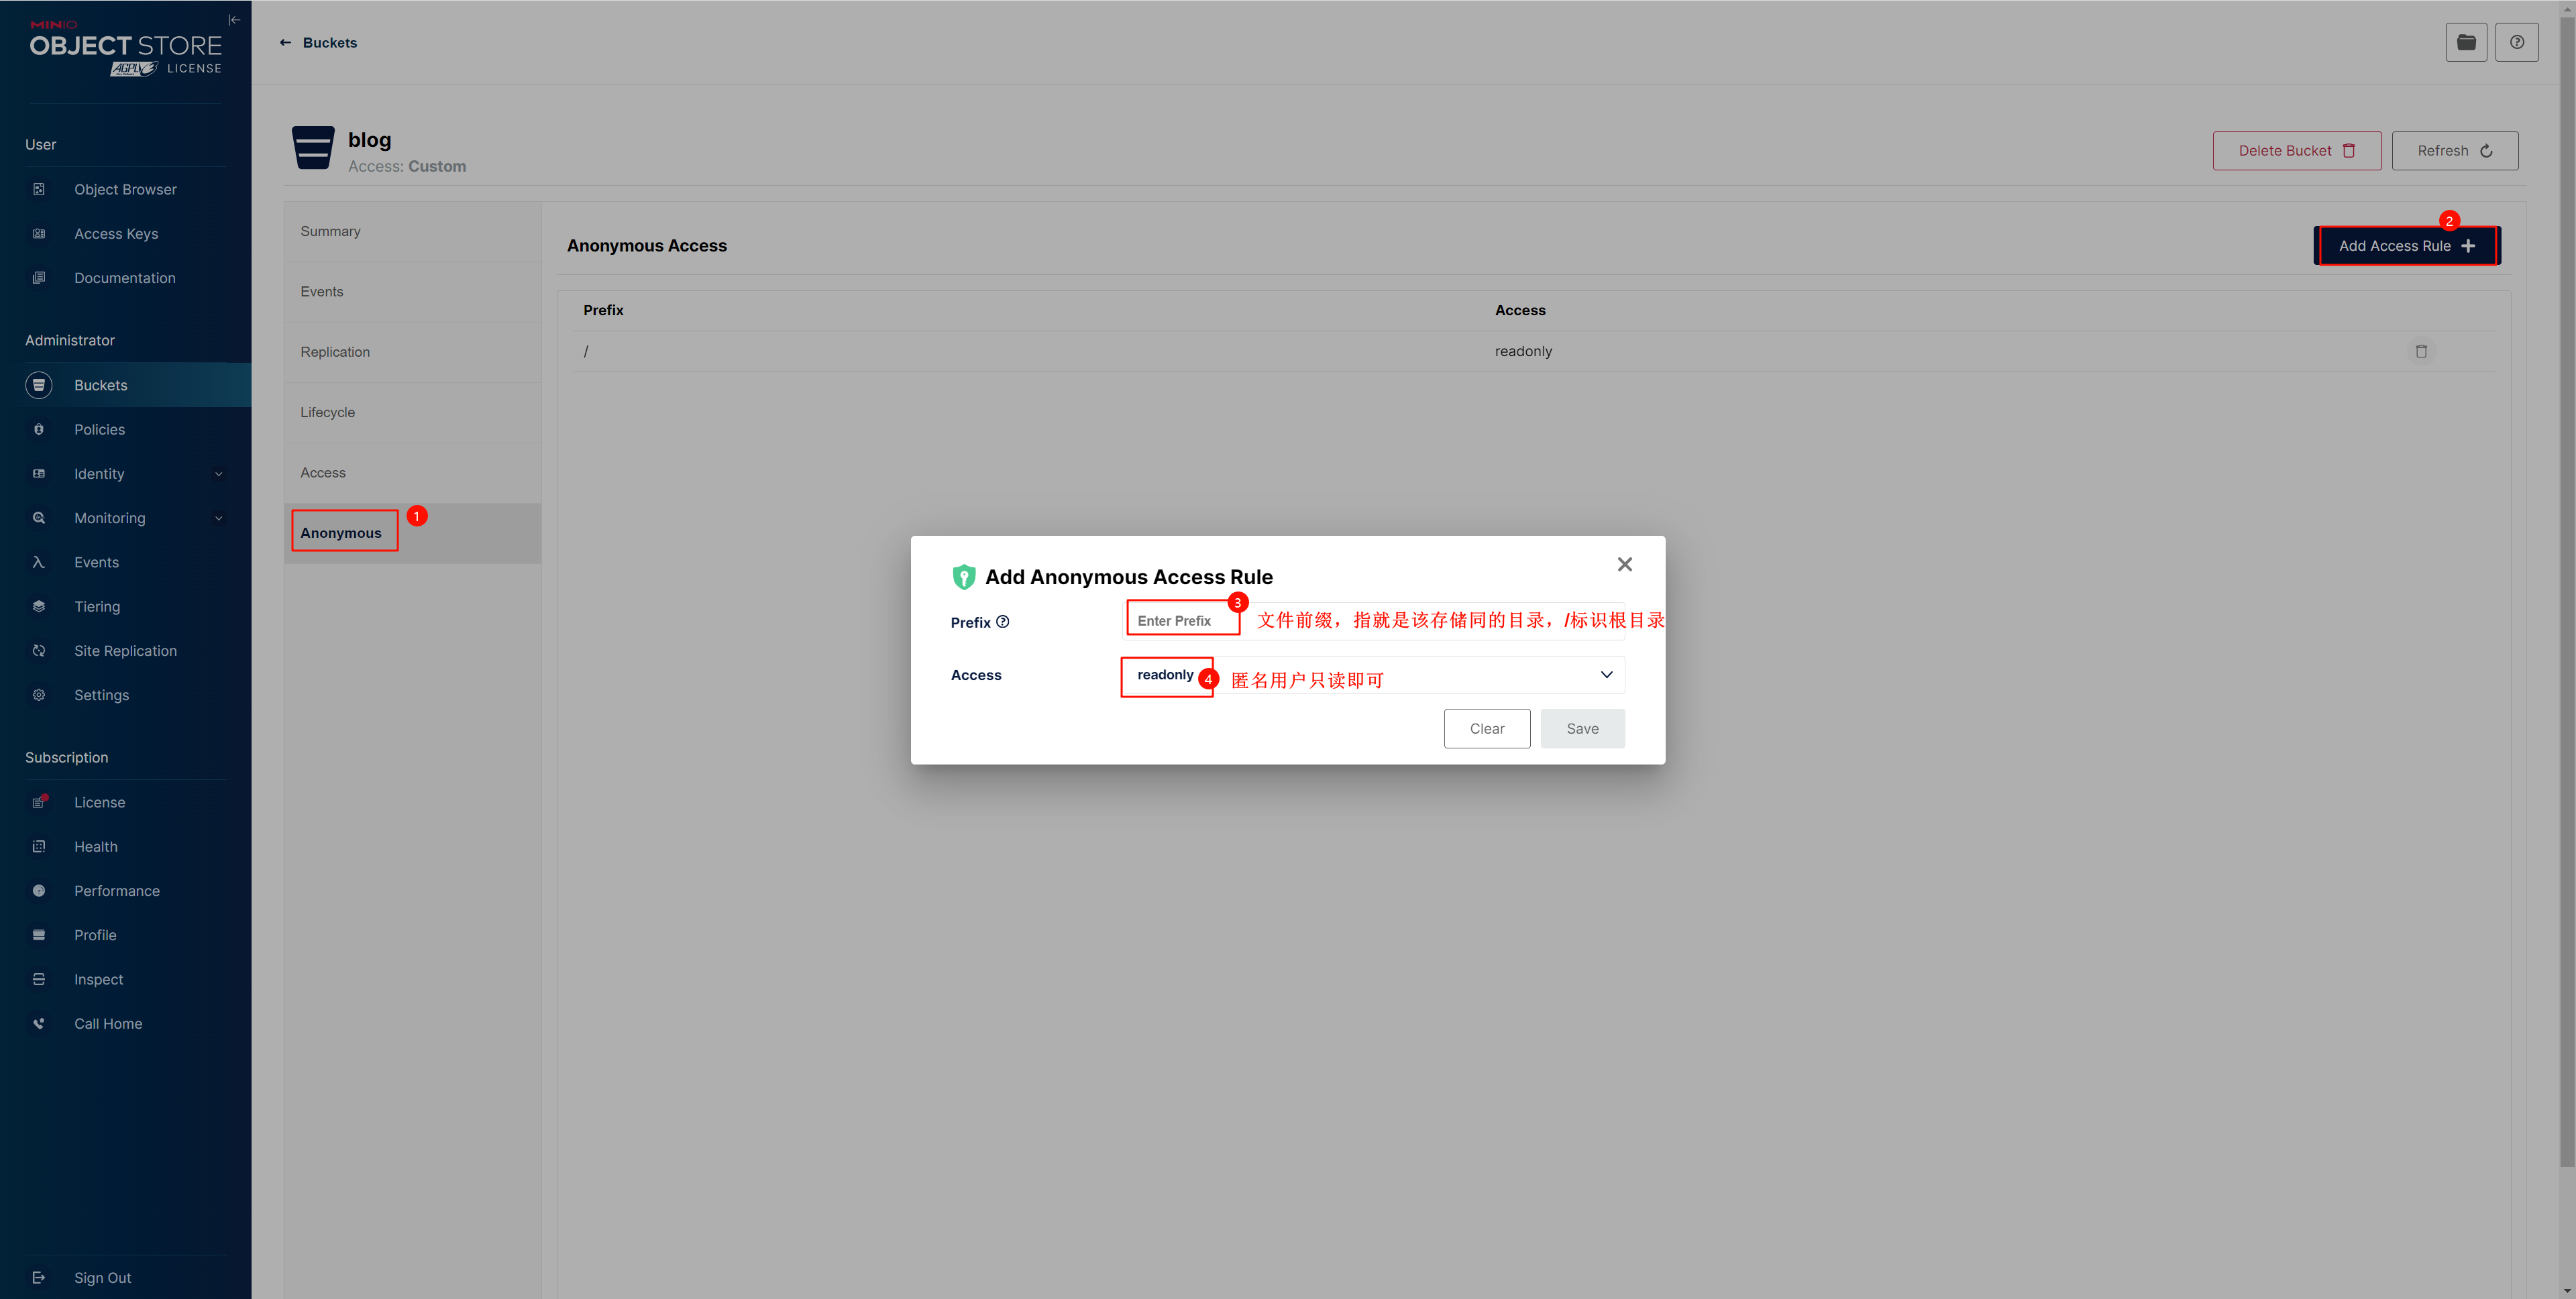 MINIO
OBJECT STORE
AGPLv3 LICENSE
User
Object Browser
Access Keys
Documentation
Administrator
Buckets
Policies
Identity
Monitoring
Events
Tiering
Site Replication
Settings
Subscription
License
Health
Performance
Profile
Inspect
Call Home
Sign Out
Buckets
blog
Access: Custom
Delete Bucket
Refresh
Summary
Events
Replication
Lifecycle
Access
Anonymous
1
Anonymous Access
2
Add Access Rule
Prefix Access
/ readonly
Add Anonymous Access Rule
Prefix
3
Enter Prefix
文件前缀，指就是该存储同的目录，/标识根目录
Access
readonly
4
匿名用户只读即可
Clear
Save